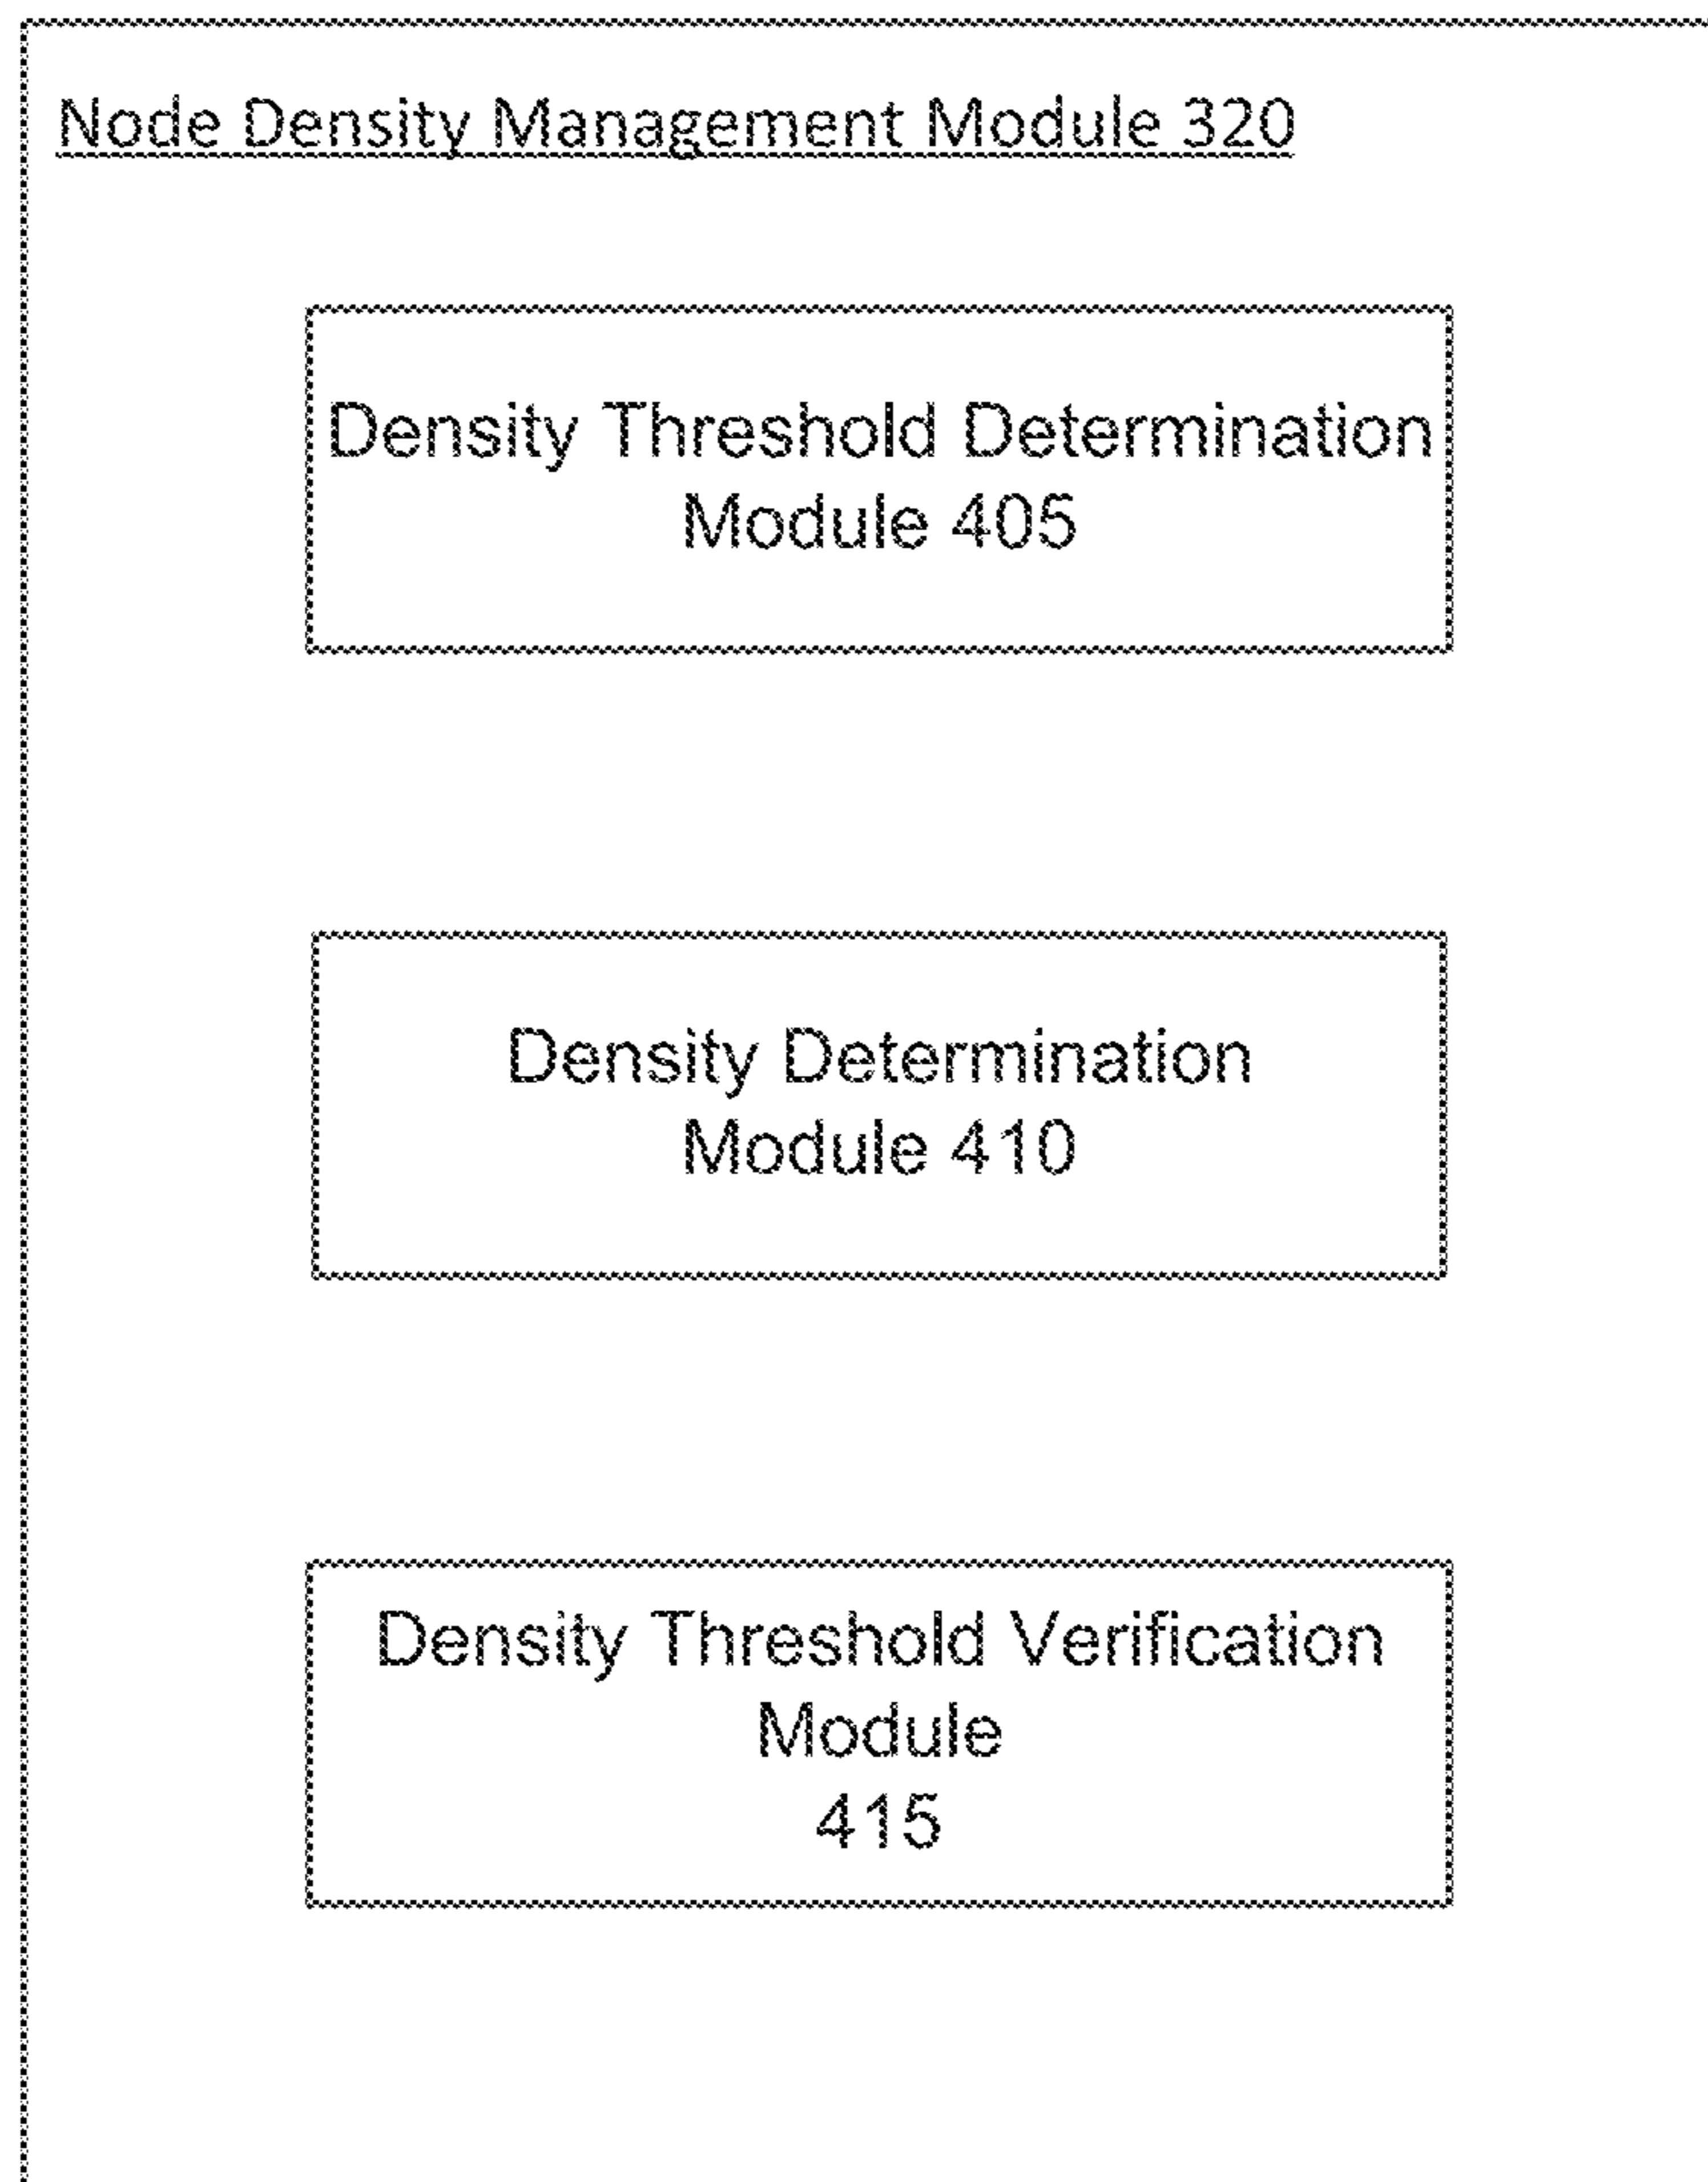 Node Density Management Module 320
Density Threshold Determination
Module 405
Density Determination
Module 410
Density Threshold Verification
Module
415